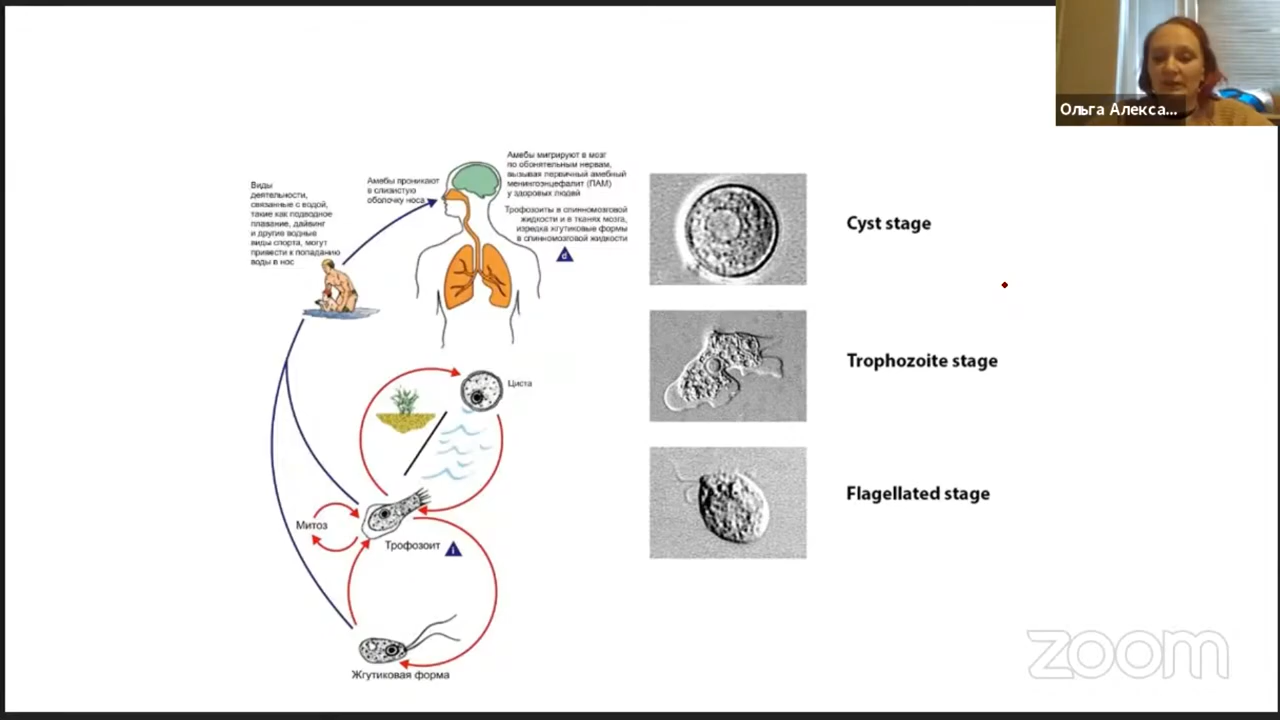 Ольга Алекса...
Амебы мигрируют в мозг
по обонятельным нервам,
вызывая первичный амебный
менингоэнцефалит (ПАМ)
у здоровых людей
Амебы проникают
в слизистую
оболочку носа
Виды
деятельности,
связанные с водой,
такие как подводное
плавание, дайвинг
и другие водные
виды спорта, могут
привести к попаданию
воды в нос
Трофозоиты в спинномозговой
жидкости и в тканях мозга,
изредка жгутиковые формы
в спинномозговой жидкости
d
Циста
Митоз
Трофозоит
i
Жгутиковая форма
Cyst stage
Trophozoite stage
Flagellated stage
zoom